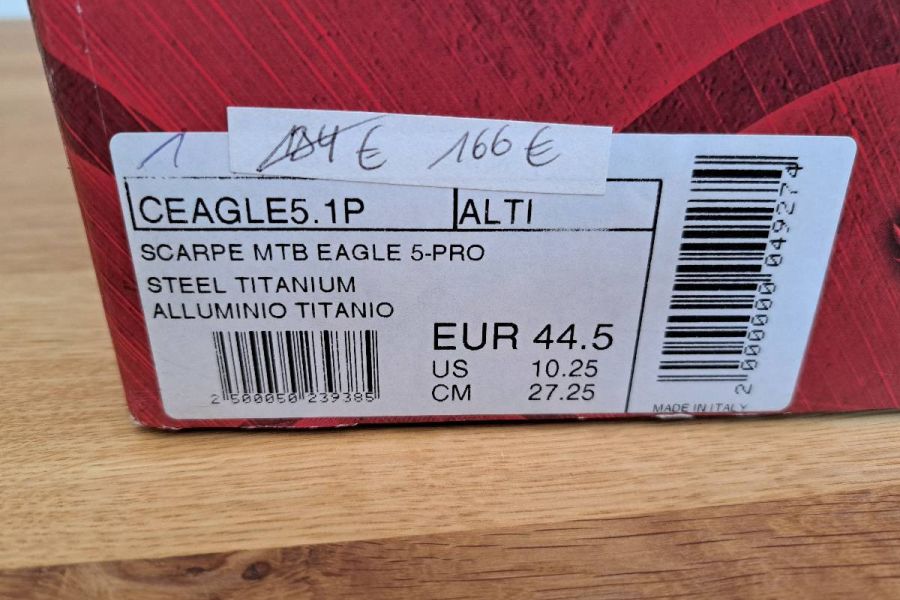 1
184 € 166 €
CEAGLE5.1P ALTI
SCARPE MTB EAGLE 5-PRO
STEEL TITANIUM
ALLUMINIO TITANIO
EUR 44.5
US 10.25
CM 27.25
2 500050 239385
2 000000 049274
MADE IN ITALY